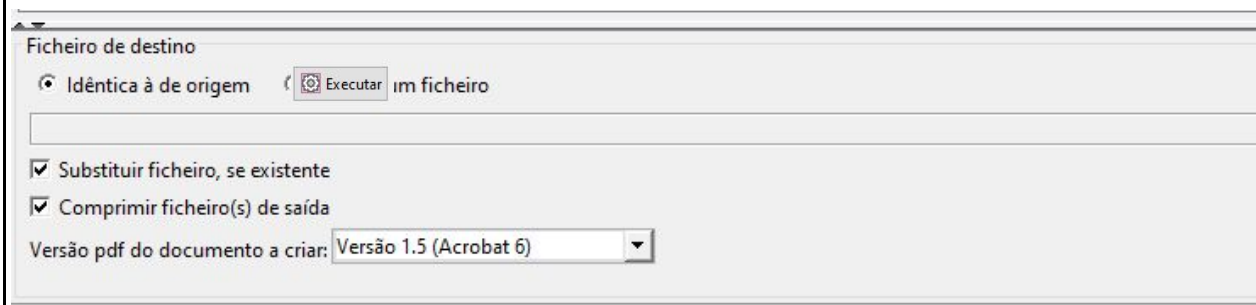 Ficheiro de destino
Idêntica à de origem Executar um ficheiro
Substituir ficheiro, se existente
Comprimir ficheiro(s) de saída
Versão pdf do documento a criar: Versão 1.5 (Acrobat 6)